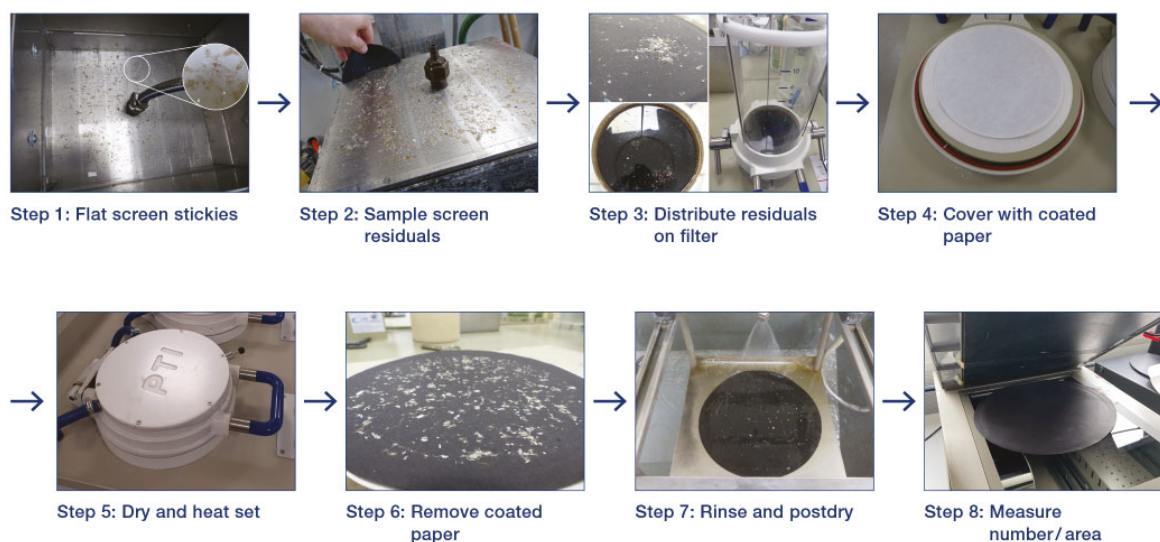 Step 1: Flat screen stickies
Step 2: Sample screen
residuals
Step 3: Distribute residuals
on filter
10
Step 4: Cover with coated
paper
PTI
Step 5: Dry and heat set
Step 6: Remove coated
paper
Step 7: Rinse and postdry
Step 8: Measure
number/area